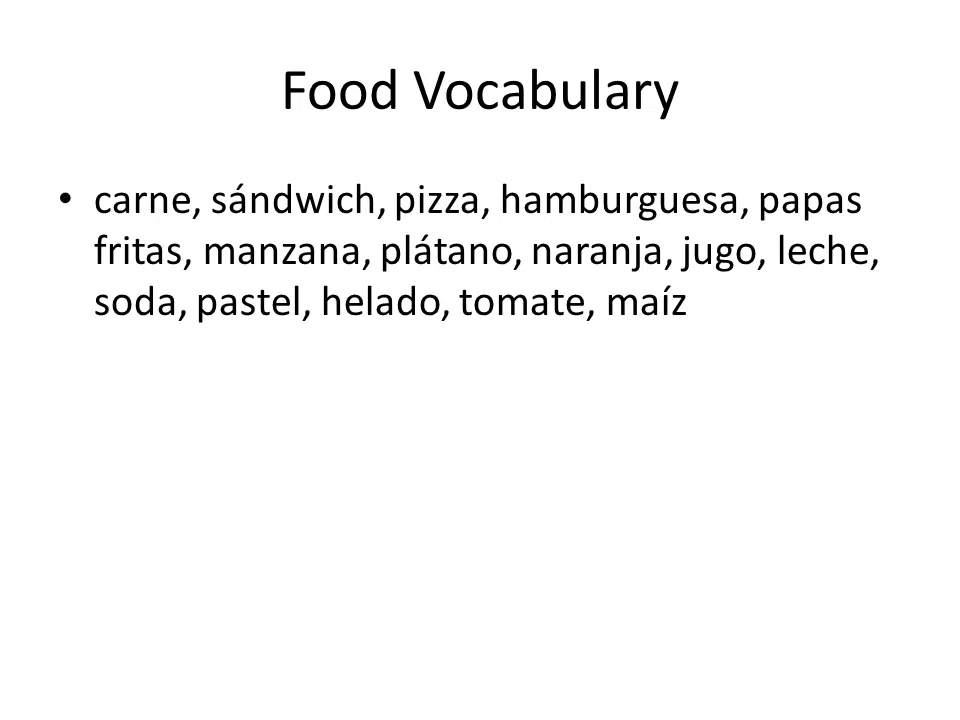 Food Vocabulary
• carne, sándwich, pizza, hamburguesa, papas
fritas, manzana, plátano, naranja, jugo, leche,
soda, pastel, helado, tomate, maíz